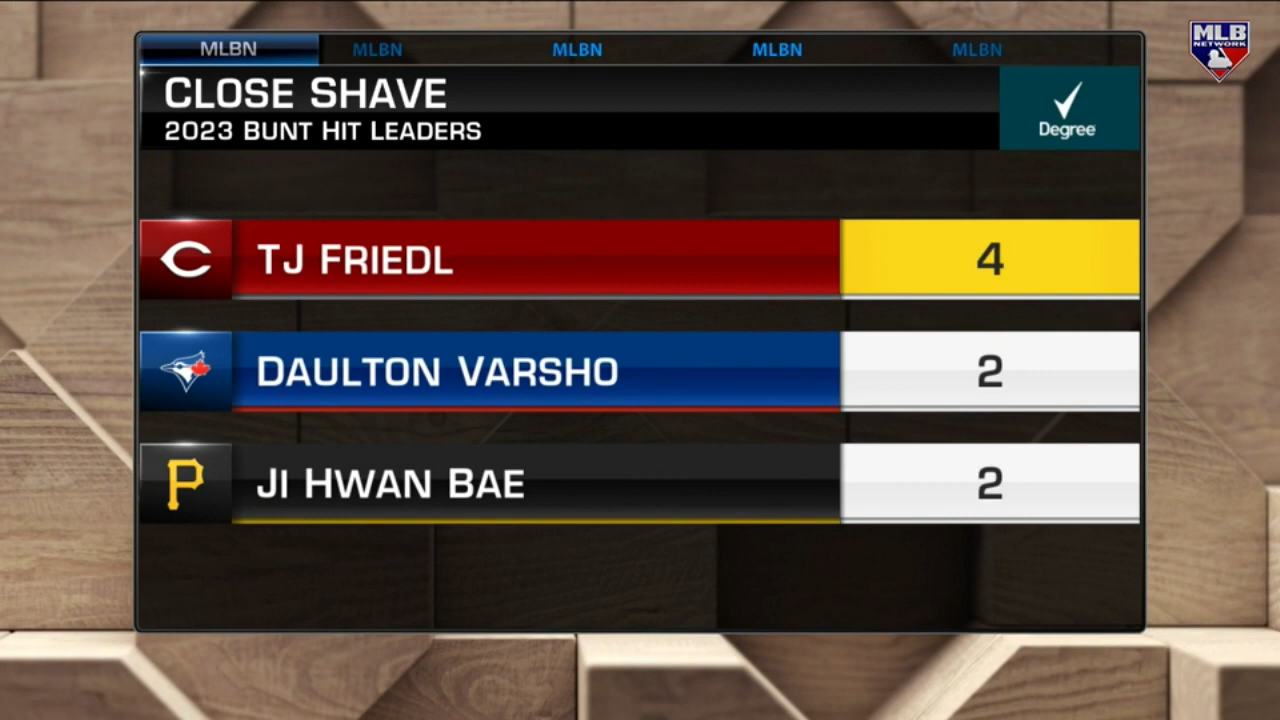 MLBN MLBN MLBN MLBN MLBN
MLB
NETWORK
CLOSE SHAVE
2023 BUNT HIT LEADERS
Degree
C TJ FRIEDL 4
DAULTON VARSHO 2
P JI HWAN BAE 2